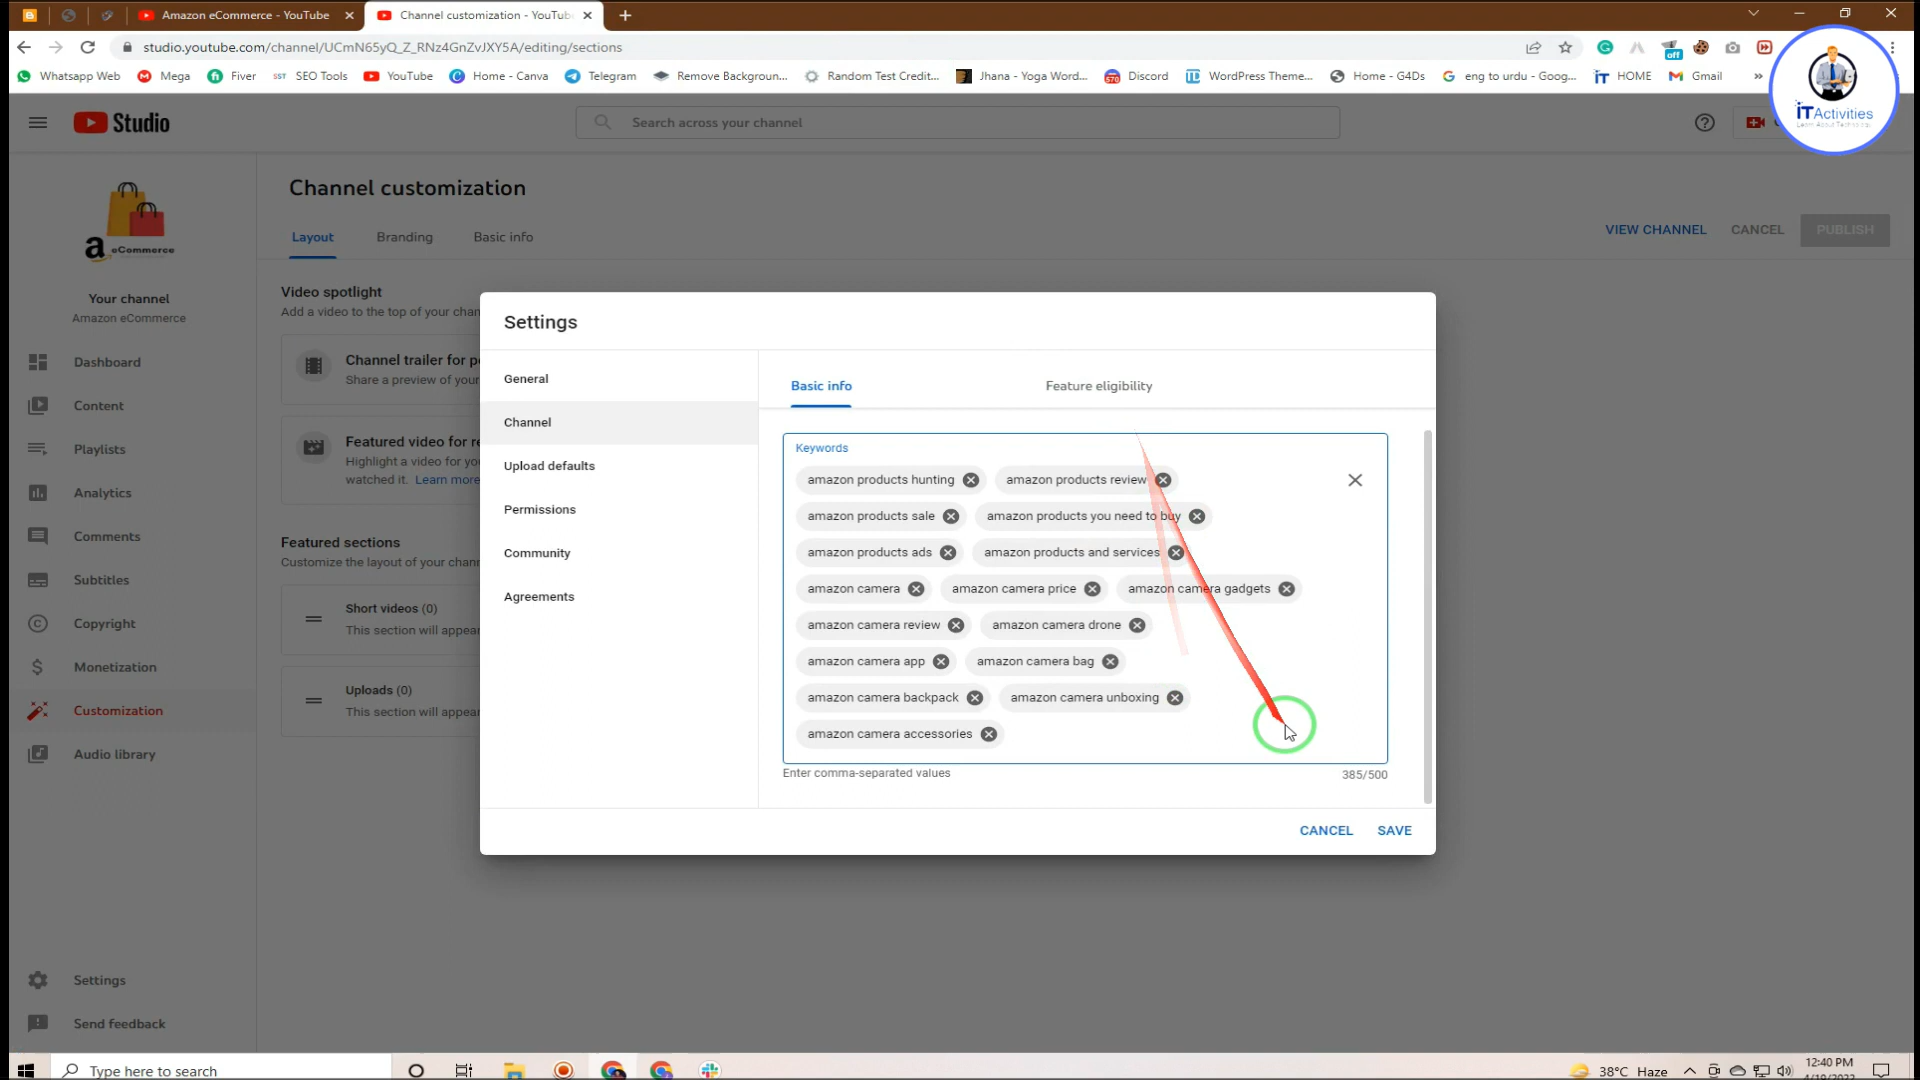 Amazon eCommerce - YouTube
Channel customization - YouTub
studio.youtube.com/channel/UCmN65yQ_Z_RNz4GnZvJXY5A/editing/sections
off
Whatsapp Web
Mega
Fiver
SST SEO Tools
YouTube
Home - Canva
Telegram
Remove Backgroun...
Random Test Credit...
Jhana - Yoga Word...
Discord
WordPress Theme...
Home - G4Ds
eng to urdu - Goog...
iT HOME
Gmail
»
iTActivities
Learn About Technology
Studio
Search across your channel
Channel customization
Layout
Branding
Basic info
VIEW CHANNEL
CANCEL
PUBLISH
a eCommerce
Your channel
Amazon eCommerce
Dashboard
Content
Playlists
Analytics
Comments
Subtitles
Copyright
Monetization
Customization
Audio library
Settings
Send feedback
Video spotlight
Add a video to the top of your chan
Channel trailer for p
Share a preview of your
Featured video for re
Highlight a video for yo
watched it. Learn more
Featured sections
Customize the layout of your chann
Short videos (0)
This section will appea
Uploads (0)
This section will appea
Settings
General
Channel
Upload defaults
Permissions
Community
Agreements
Basic info
Feature eligibility
Keywords
amazon products hunting
amazon products review
amazon products sale
amazon products you need to buy
amazon products ads
amazon products and services
amazon camera
amazon camera price
amazon camera gadgets
amazon camera review
amazon camera drone
amazon camera app
amazon camera bag
amazon camera backpack
amazon camera unboxing
amazon camera accessories
Enter comma-separated values
385/500
CANCEL
SAVE
Type here to search
38°C Haze
12:40 PM